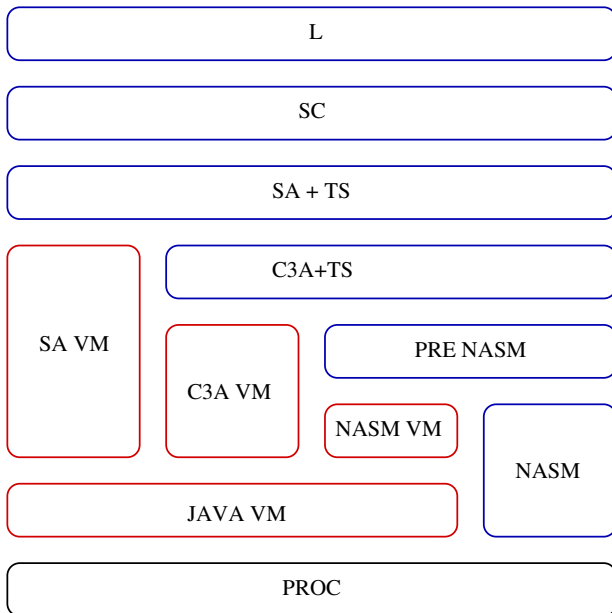 L
SC
SA + TS
C3A+TS
SA VM
PRE NASM
C3A VM
NASM VM
NASM
JAVA VM
PROC